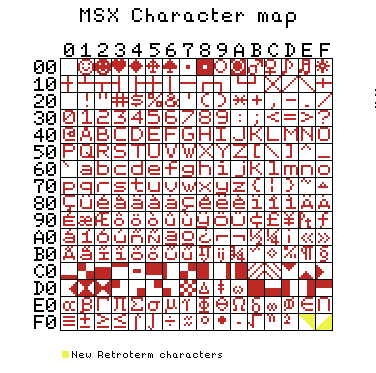 MSX Character map
0 1 2 3 4 5 6 7 8 9 A B C D E F
00
10
20 ! " # $ % & ' ( ) * + , - . /
30 0 1 2 3 4 5 6 7 8 9 : ; < = > ?
40 @ A B C D E F G H I J K L M N O
50 P Q R S T U V W X Y Z [ \ ] ^ _
60 ` a b c d e f g h i j k l m n o
70 p q r s t u v w x y z { | } ~
80 Ç ü é â ä à å ç ê ë è ï î ì Ä Å
90 É æ Æ ô ö ò û ù ÿ Ö Ü ¢ £ ¥ ₧ ƒ
A0 á í ó ú ñ Ñ ª º ¿ ⌐ ¬ ½ ¼ ¡ « »
B0 Ã ã Ĩ ĩ Õ õ Ũ ũ Ĳ ĳ ¾ ~ ◇ ‰ ¶ §
C0
D0 Δ ‡ ω
E0 α β Γ Π Σ σ µ τ Φ θ Ω δ ∞ φ ∈ ∩
F0 ≡ ± ≥ ≤ ⌠ ⌡ ÷ ≈ ° • · √ ⁿ ²
New Retroterm characters